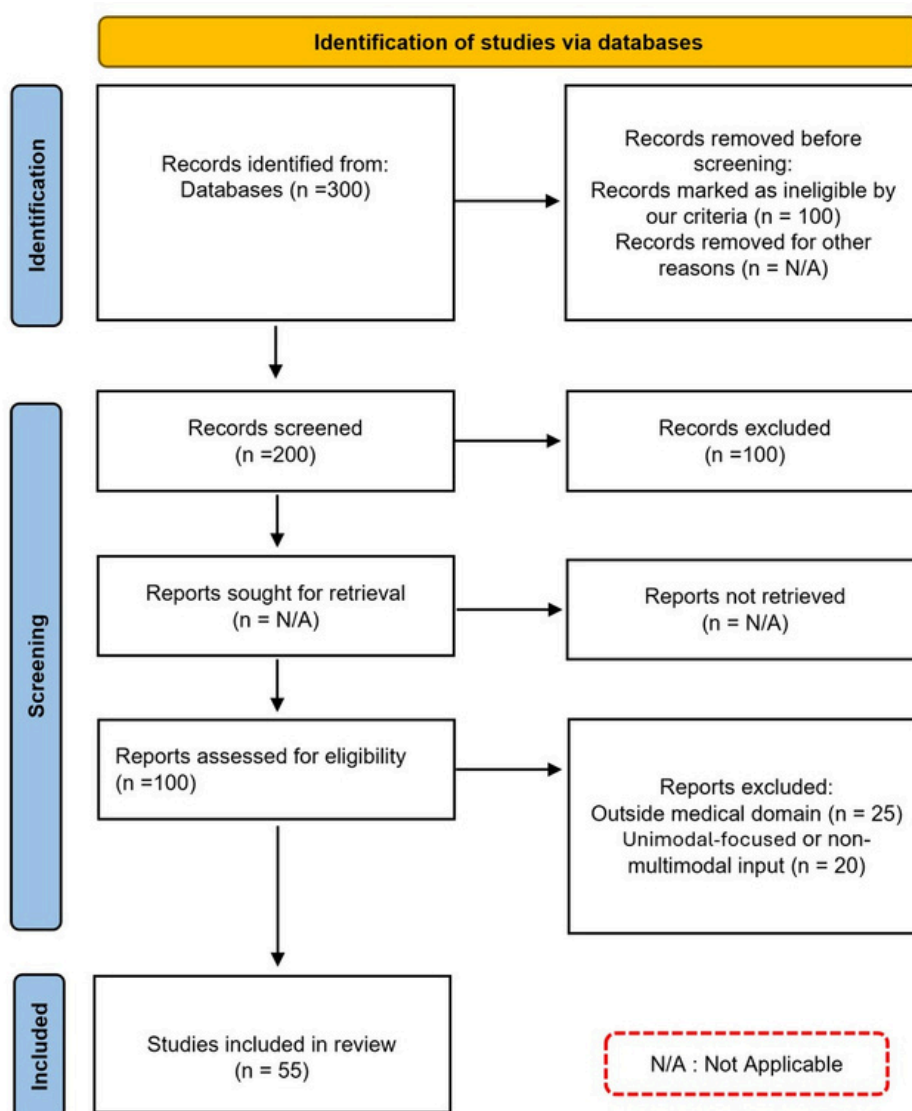 Identification of studies via databases
Identification
Records identified from:
Databases (n =300)
Records removed before
screening:
Records marked as ineligible by
our criteria (n = 100)
Records removed for other
reasons (n = N/A)
Screening
Records screened
(n =200)
Records excluded
(n =100)
Reports sought for retrieval
(n = N/A)
Reports not retrieved
(n = N/A)
Reports assessed for eligibility
(n =100)
Reports excluded:
Outside medical domain (n = 25)
Unimodal-focused or non-
multimodal input (n = 20)
Included
Studies included in review
(n = 55)
N/A : Not Applicable